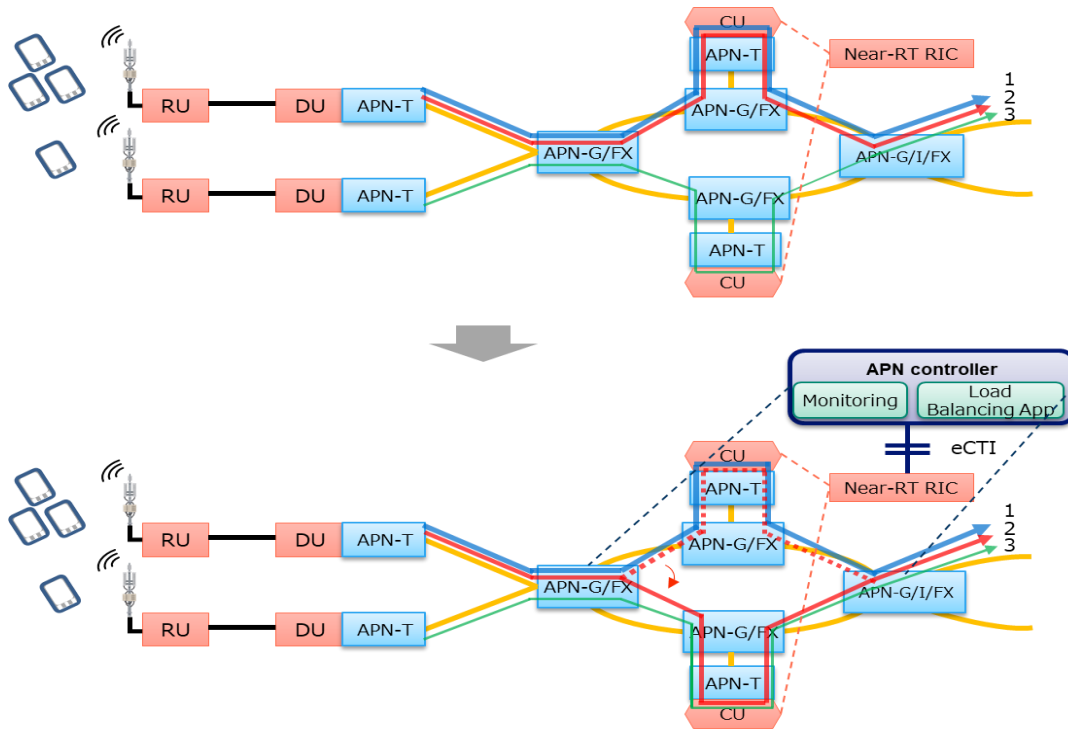 CU
APN-T
Near-RT RIC
RU
DU
APN-T
APN-G/FX
1
2
3
APN-G/FX
APN-G/I/FX
RU
DU
APN-T
APN-G/FX
APN-T
CU
APN controller
Monitoring
Load
Balancing App
eCTI
CU
APN-T
Near-RT RIC
RU
DU
APN-T
APN-G/FX
1
2
3
APN-G/FX
APN-G/I/FX
RU
DU
APN-T
APN-G/FX
APN-T
CU